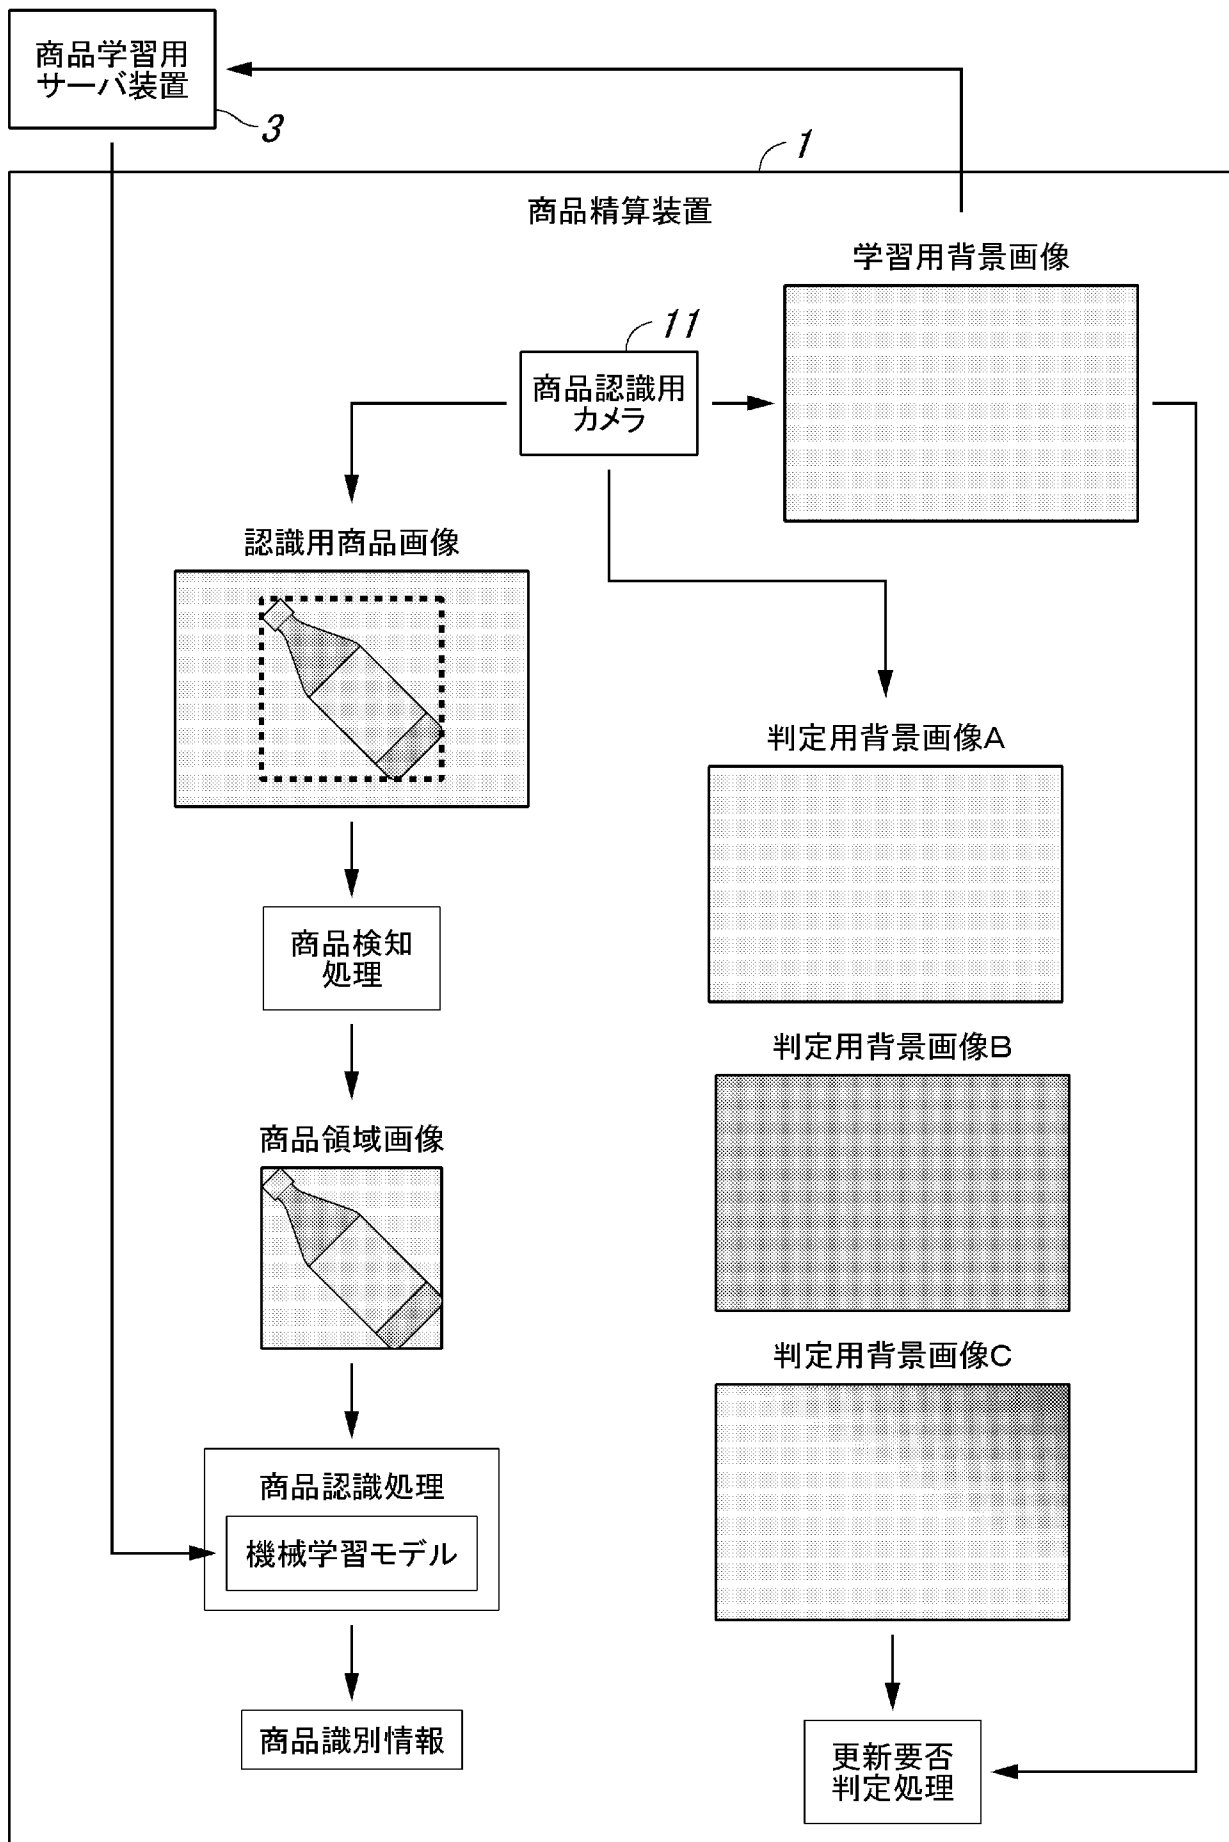 商品学習用
サーバ装置
3
1
商品精算装置
学習用背景画像
11
商品認識用
カメラ
認識用商品画像
判定用背景画像A
商品検知
処理
判定用背景画像B
商品領域画像
判定用背景画像C
商品認識処理
機械学習モデル
商品識別情報
更新要否
判定処理